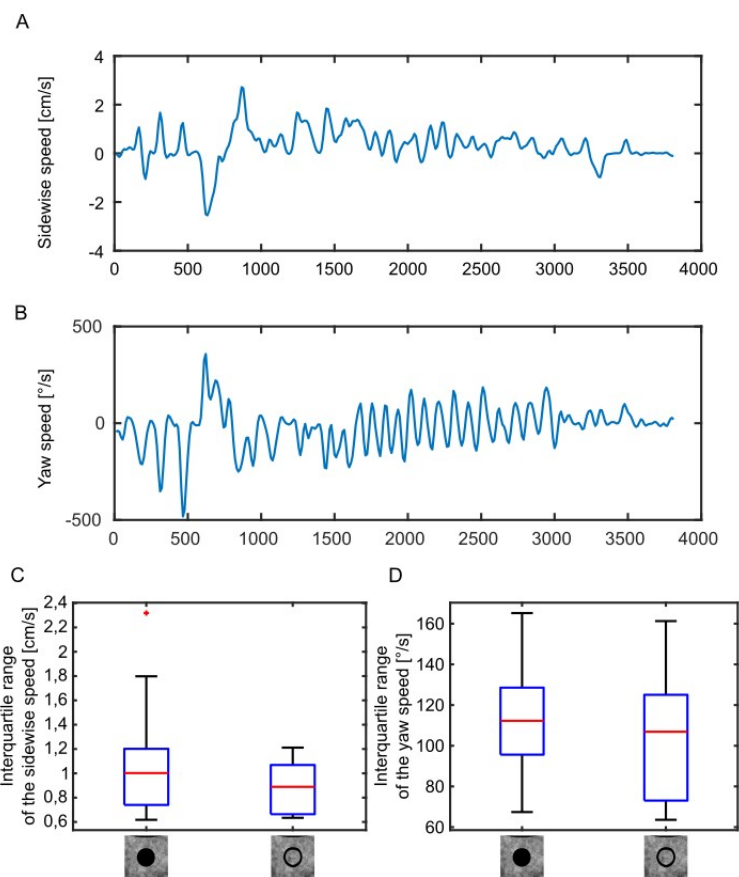 A
Sidewise speed [cm/s]
4
2
0
-2
-4
0 500 1000 1500 2000 2500 3000 3500 4000
B
Yaw speed [°/s]
500
0
-500
0 500 1000 1500 2000 2500 3000 3500 4000
C
Interquartile range
of the sidewise speed [cm/s]
2,4
2,2
2
1,8
1,6
1,4
1,2
1
0,8
0,6
D
Interquartile range
of the yaw speed [°/s]
160
140
120
100
80
60